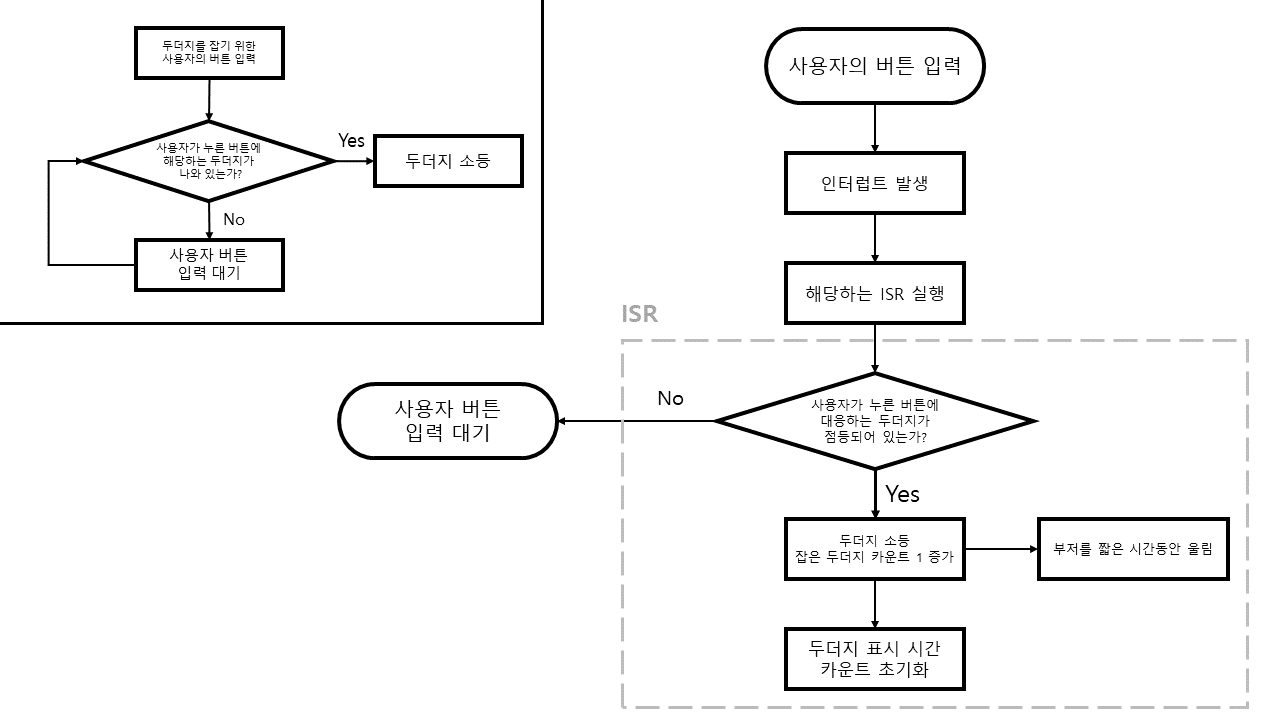 두더지를 잡기 위한
사용자의 버튼 입력
사용자가 누른 버튼에
해당하는 두더지가
나와 있는가?
Yes
두더지 소등
No
사용자 버튼
입력 대기
사용자의 버튼 입력
인터럽트 발생
해당하는 ISR 실행
ISR
사용자가 누른 버튼에
대응하는 두더지가
점등되어 있는가?
No
사용자 버튼
입력 대기
Yes
두더지 소등
잡은 두더지 카운트 1 증가
부저를 짧은 시간동안 울림
두더지 표시 시간
카운트 초기화